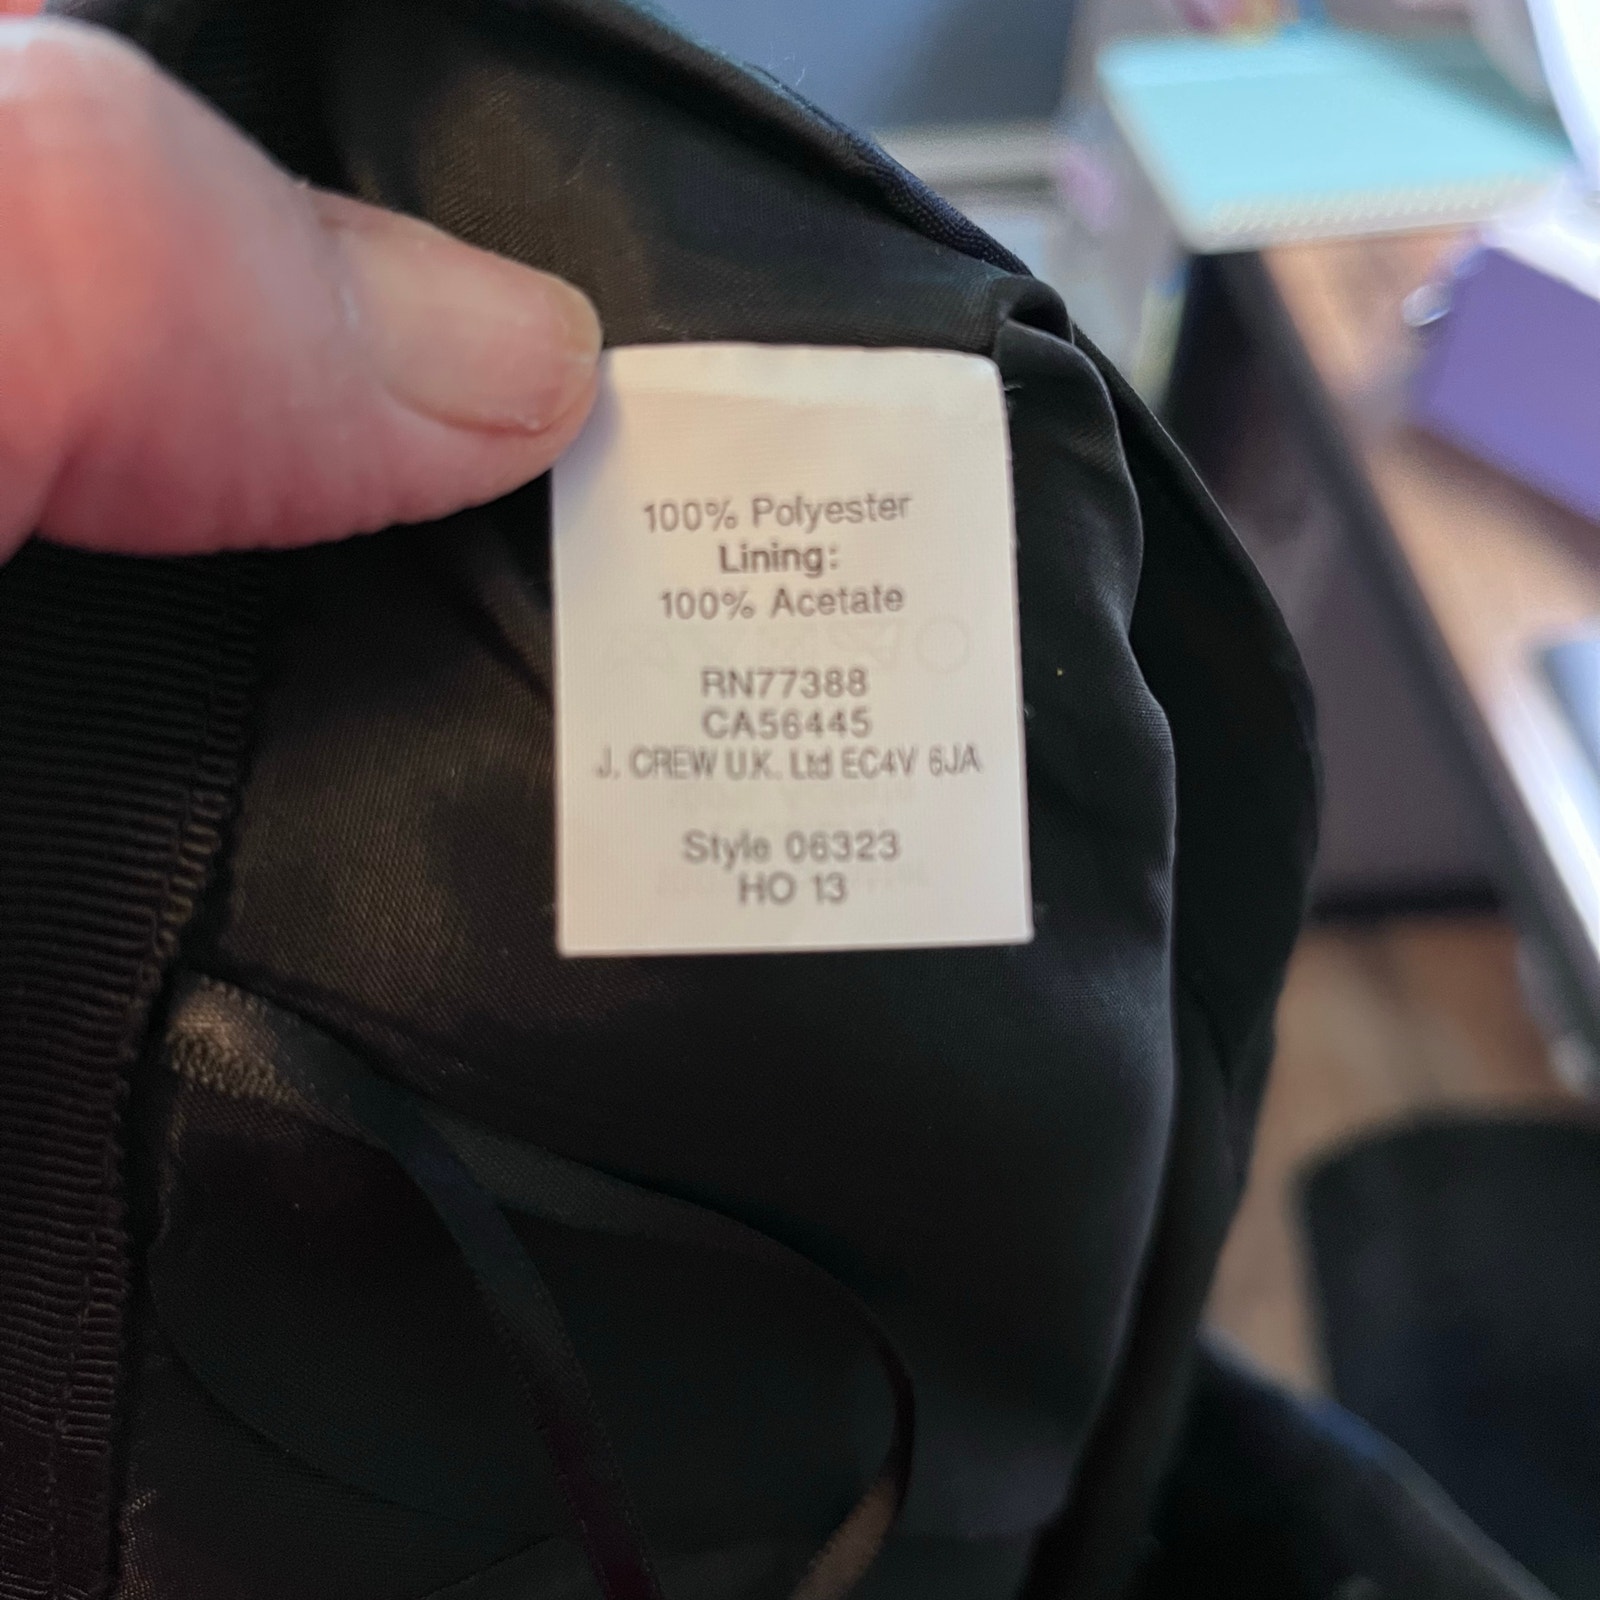 100% Polyester
Lining:
100% Acetate
RN77388
CA56445
J. CREW U.K. Ltd EC4V 6JA
Style 06323
HO 13